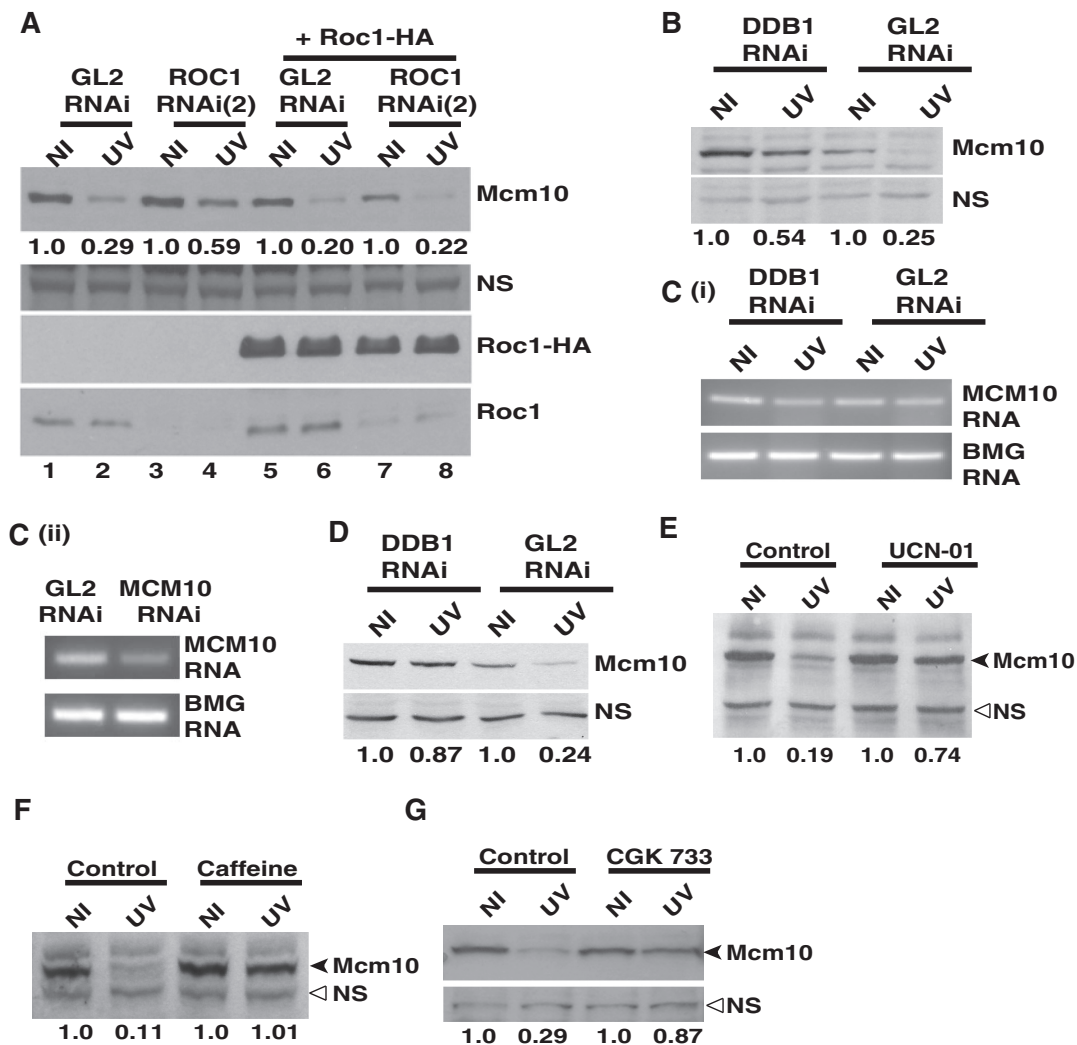 A
+ Roc1-HA
GL2 RNAi
ROC1 RNAi(2)
GL2 RNAi
ROC1 RNAi(2)
NI UV NI UV NI UV NI UV
Mcm10
1.0 0.29 1.0 0.59 1.0 0.20 1.0 0.22
NS
Roc1-HA
Roc1
1 2 3 4 5 6 7 8
B
DDB1 RNAi
GL2 RNAi
NI UV NI UV
Mcm10
NS
1.0 0.54 1.0 0.25
C (i)
DDB1 RNAi
GL2 RNAi
NI UV NI UV
MCM10 RNA
BMG RNA
C (ii)
GL2 RNAi
MCM10 RNAi
MCM10 RNA
BMG RNA
D
DDB1 RNAi
GL2 RNAi
NI UV NI UV
Mcm10
NS
1.0 0.87 1.0 0.24
E
Control UCN-01
NI UV NI UV
Mcm10
NS
1.0 0.19 1.0 0.74
F
Control Caffeine
NI UV NI UV
Mcm10
NS
1.0 0.11 1.0 1.01
G
Control CGK 733
NI UV NI UV
Mcm10
NS
1.0 0.29 1.0 0.87